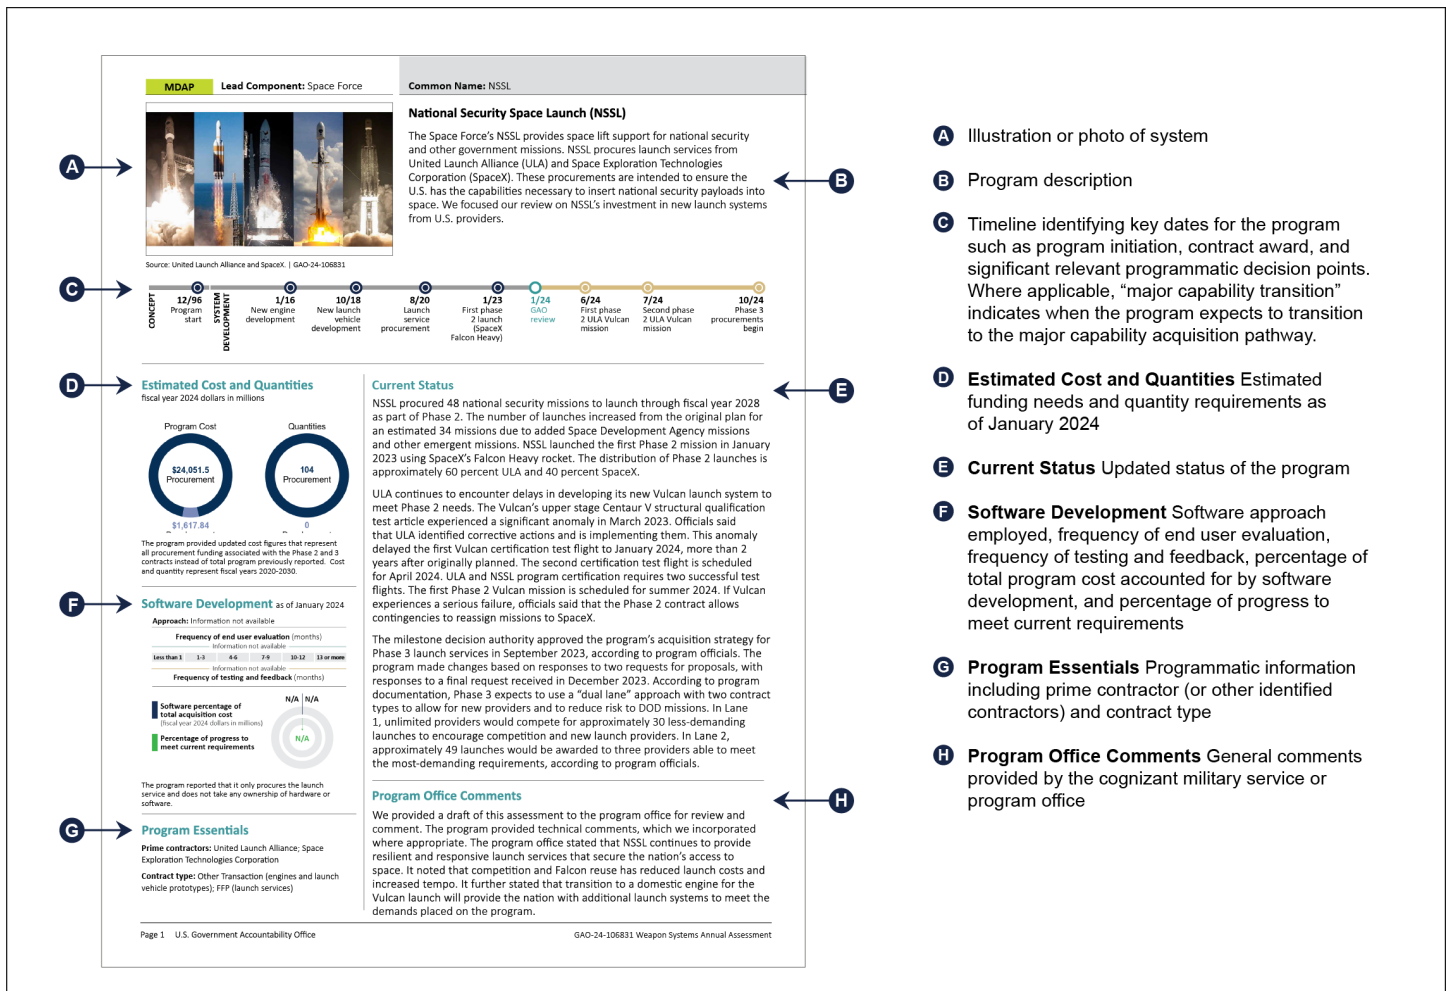 MDAP
Lead Component: Space Force
Common Name: NSSL
National Security Space Launch (NSSL)
The Space Force's NSSL provides space lift support for national security
and other government missions. NSSL procures launch services from
United Launch Alliance (ULA) and Space Exploration Technologies
Corporation (SpaceX). These procurements are intended to ensure the
U.S. has the capabilities necessary to insert national security payloads into
space. We focused our review on NSSL's investment in new launch systems
from U.S. providers.
A
B
Source: United Launch Alliance and SpaceX. | GAO-24-106831
C
CONCEPT
12/96
Program
start
SYSTEM
DEVELOPMENT
1/16
New engine
development
10/18
New launch
vehicle
development
8/20
Launch
service
procurement
1/23
First phase
2 launch
(SpaceX
Falcon Heavy)
1/24
GAO
review
6/24
First phase
2 ULA Vulcan
mission
7/24
Second phase
2 ULA Vulcan
mission
10/24
Phase 3
procurements
begin
D
Estimated Cost and Quantities
fiscal year 2024 dollars in millions
Program Cost
Quantities
$24,051.5
Procurement
104
Procurement
$1,617.84
0
The program provided updated cost figures that represent
all procurement funding associated with the Phase 2 and 3
contracts instead of total program previously reported. Cost
and quantity represent fiscal years 2020-2030.
F
Software Development as of January 2024
Approach: Information not available
Frequency of end user evaluation (months)
Information not available
Less than 1 1-3 4-6 7-9 10-12 13 or more
Information not available
Frequency of testing and feedback (months)
N/A N/A
Software percentage of
total acquisition cost
(fiscal year 2024 dollars in millions)
Percentage of progress to
meet current requirements
N/A
The program reported that it only procures the launch
service and does not take any ownership of hardware or
software.
G
Program Essentials
Prime contractors: United Launch Alliance; Space
Exploration Technologies Corporation
Contract type: Other Transaction (engines and launch
vehicle prototypes); FFP (launch services)
Current Status
E
NSSL procured 48 national security missions to launch through fiscal year 2028
as part of Phase 2. The number of launches increased from the original plan for
an estimated 34 missions due to added Space Development Agency missions
and other emergent missions. NSSL launched the first Phase 2 mission in January
2023 using SpaceX's Falcon Heavy rocket. The distribution of Phase 2 launches is
approximately 60 percent ULA and 40 percent SpaceX.
ULA continues to encounter delays in developing its new Vulcan launch system to
meet Phase 2 needs. The Vulcan's upper stage Centaur V structural qualification
test article experienced a significant anomaly in March 2023. Officials said
that ULA identified corrective actions and is implementing them. This anomaly
delayed the first Vulcan certification test flight to January 2024, more than 2
years after originally planned. The second certification test flight is scheduled
for April 2024. ULA and NSSL program certification requires two successful test
flights. The first Phase 2 Vulcan mission is scheduled for summer 2024. If Vulcan
experiences a serious failure, officials said that the Phase 2 contract allows
contingencies to reassign missions to SpaceX.
The milestone decision authority approved the program's acquisition strategy for
Phase 3 launch services in September 2023, according to program officials. The
program made changes based on responses to two requests for proposals, with
responses to a final request received in December 2023. According to program
documentation, Phase 3 expects to use a "dual lane" approach with two contract
types to allow for new providers and to reduce risk to DOD missions. In Lane
1, unlimited providers would compete for approximately 30 less-demanding
launches to encourage competition and new launch providers. In Lane 2,
approximately 49 launches would be awarded to three providers able to meet
the most-demanding requirements, according to program officials.
Program Office Comments
H
We provided a draft of this assessment to the program office for review and
comment. The program provided technical comments, which we incorporated
where appropriate. The program office stated that NSSL continues to provide
resilient and responsive launch services that secure the nation's access to
space. It noted that competition and Falcon reuse has reduced launch costs and
increased tempo. It further stated that transition to a domestic engine for the
Vulcan launch will provide the nation with additional launch systems to meet the
demands placed on the program.
Page 1 U.S. Government Accountability Office
GAO-24-106831 Weapon Systems Annual Assessment
A Illustration or photo of system
B Program description
C Timeline identifying key dates for the program
such as program initiation, contract award, and
significant relevant programmatic decision points.
Where applicable, “major capability transition”
indicates when the program expects to transition
to the major capability acquisition pathway.
D Estimated Cost and Quantities Estimated
funding needs and quantity requirements as
of January 2024
E Current Status Updated status of the program
F Software Development Software approach
employed, frequency of end user evaluation,
frequency of testing and feedback, percentage of
total program cost accounted for by software
development, and percentage of progress to
meet current requirements
G Program Essentials Programmatic information
including prime contractor (or other identified
contractors) and contract type
H Program Office Comments General comments
provided by the cognizant military service or
program office